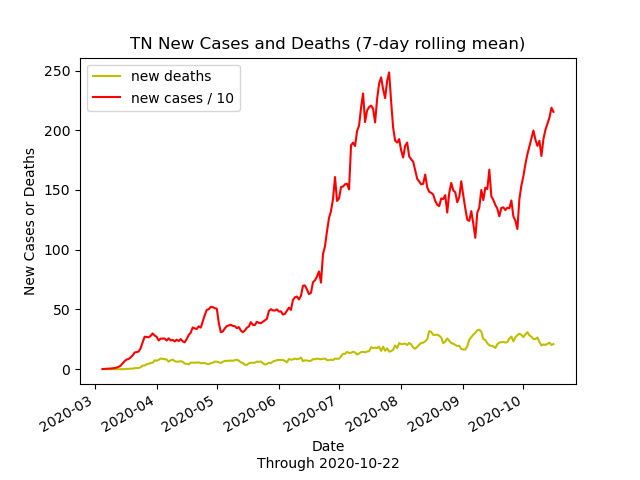 TN New Cases and Deaths (7-day rolling mean)
new deaths
new cases / 10
250
200
150
100
50
0
New Cases or Deaths
2020-03
2020-04
2020-05
2020-06
2020-07
2020-08
2020-09
2020-10
Date
Through 2020-10-22